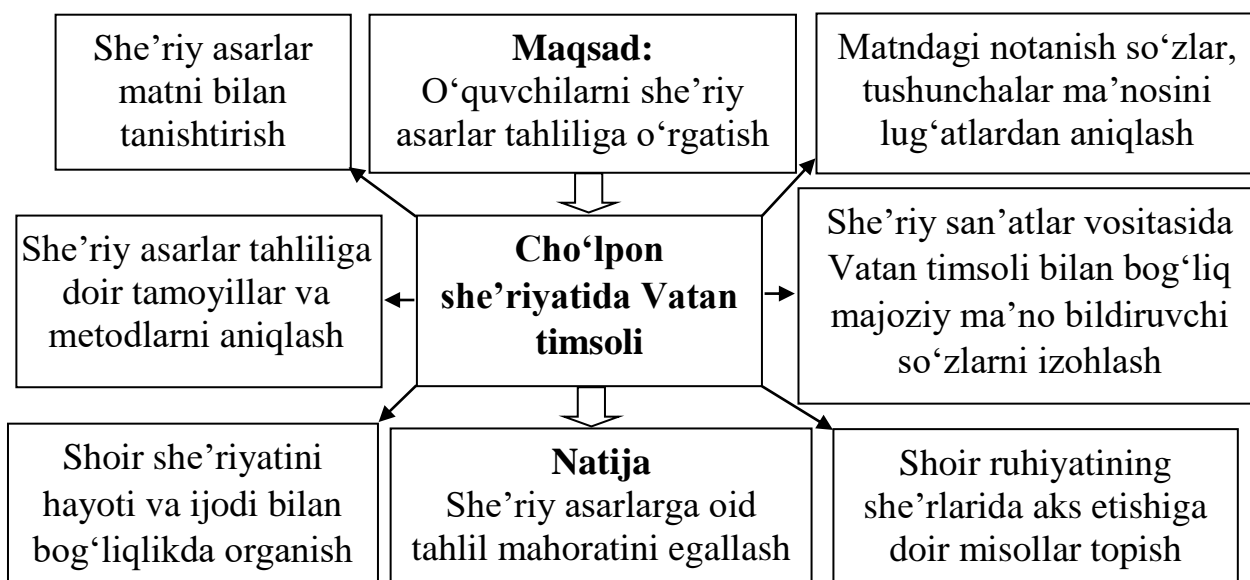 She’riy asarlar
matni bilan
tanishtirish
Maqsad:
O‘quvchilarni she’riy
asarlar tahliliga o‘rgatish
Matndagi notanish so‘zlar,
tushunchalar ma’nosini
lug‘atlardan aniqlash
She’riy asarlar tahliliga
doir tamoyillar va
metodlarni aniqlash
Cho‘lpon
she’riyatida Vatan
timsoli
She’riy san’atlar vositasida
Vatan timsoli bilan bog‘liq
majoziy ma’no bildiruvchi
so‘zlarni izohlash
Shoir she’riyatini
hayoti va ijodi bilan
bog‘liqlikda organish
Natija
She’riy asarlarga oid
tahlil mahoratini egallash
Shoir ruhiyatining
she’rlarida aks etishiga
doir misollar topish